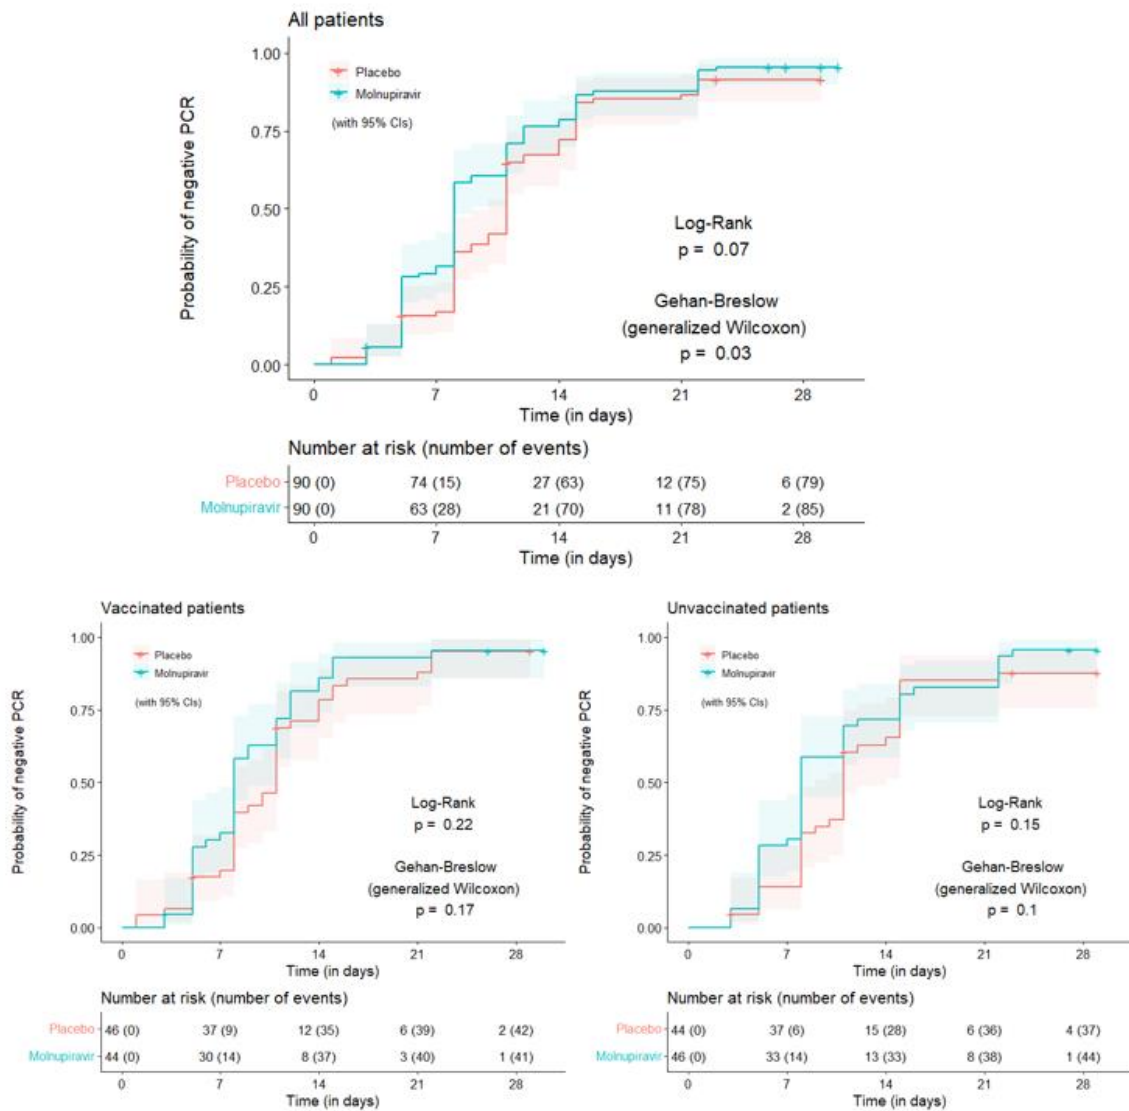 All patients
1.00
0.75
0.50
0.25
0.00
Probability of negative PCR
Placebo
Molnupiravir
(with 95% CIs)
Log-Rank
p = 0.07
Gehan-Breslow
(generalized Wilcoxon)
p = 0.03
0 7 14 21 28
Time (in days)
Number at risk (number of events)
Placebo 90 (0) 74 (15) 27 (63) 12 (75) 6 (79)
Molnupiravir 90 (0) 63 (28) 21 (70) 11 (78) 2 (85)
0 7 14 21 28
Time (in days)
Vaccinated patients
1.00
0.75
0.50
0.25
0.00
Probability of negative PCR
Placebo
Molnupiravir
(with 95% CIs)
Log-Rank
p = 0.22
Gehan-Breslow
(generalized Wilcoxon)
p = 0.17
0 7 14 21 28
Time (in days)
Number at risk (number of events)
Placebo 46 (0) 37 (9) 12 (35) 6 (39) 2 (42)
Molnupiravir 44 (0) 30 (14) 8 (37) 3 (40) 1 (41)
0 7 14 21 28
Time (in days)
Unvaccinated patients
1.00
0.75
0.50
0.25
0.00
Probability of negative PCR
Placebo
Molnupiravir
(with 95% CIs)
Log-Rank
p = 0.15
Gehan-Breslow
(generalized Wilcoxon)
p = 0.1
0 7 14 21 28
Time (in days)
Number at risk (number of events)
Placebo 44 (0) 37 (6) 15 (28) 6 (36) 4 (37)
Molnupiravir 46 (0) 33 (14) 13 (33) 8 (38) 1 (44)
0 7 14 21 28
Time (in days)